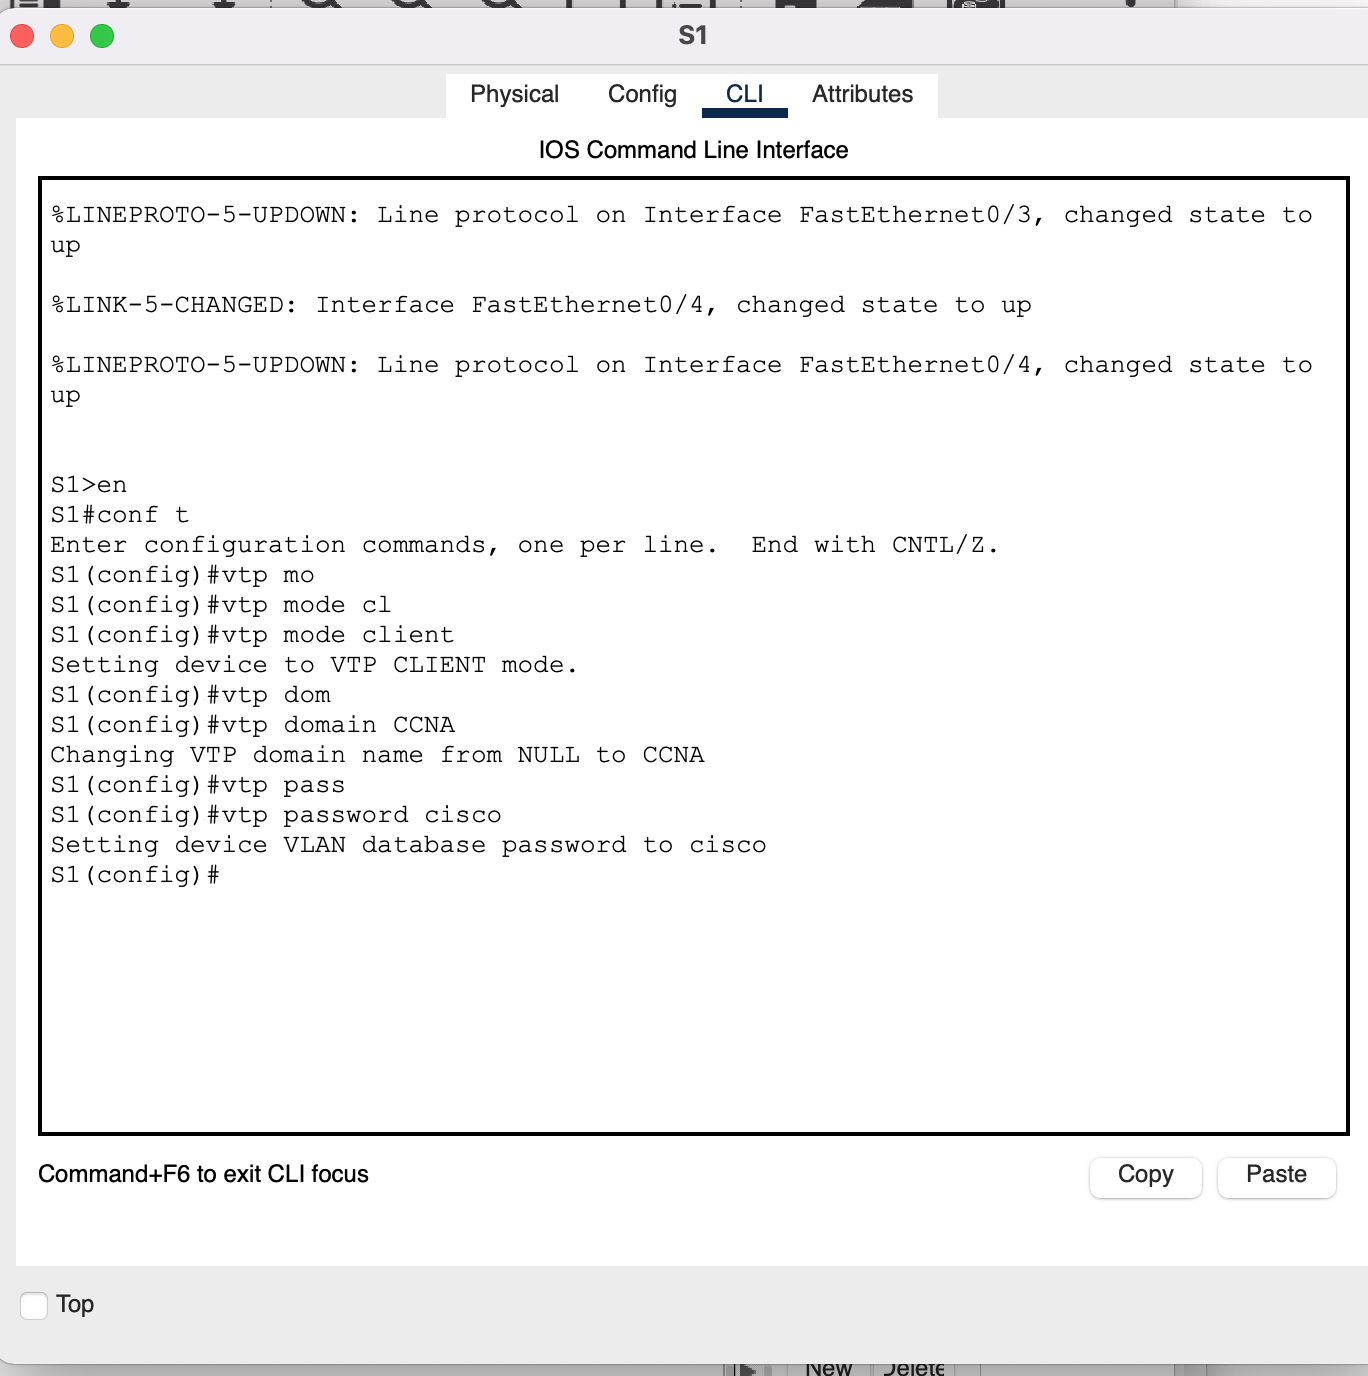 S1
Physical Config CLI Attributes
IOS Command Line Interface
%LINEPROTO-5-UPDOWN: Line protocol on Interface FastEthernet0/3, changed state to
up
%LINK-5-CHANGED: Interface FastEthernet0/4, changed state to up
%LINEPROTO-5-UPDOWN: Line protocol on Interface FastEthernet0/4, changed state to
up
S1>en
S1#conf t
Enter configuration commands, one per line.  End with CNTL/Z.
S1(config)#vtp mo
S1(config)#vtp mode cl
S1(config)#vtp mode client
Setting device to VTP CLIENT mode.
S1(config)#vtp dom
S1(config)#vtp domain CCNA
Changing VTP domain name from NULL to CCNA
S1(config)#vtp pass
S1(config)#vtp password cisco
Setting device VLAN database password to cisco
S1(config)#
Command+F6 to exit CLI focus
Copy Paste
Top
New Delete